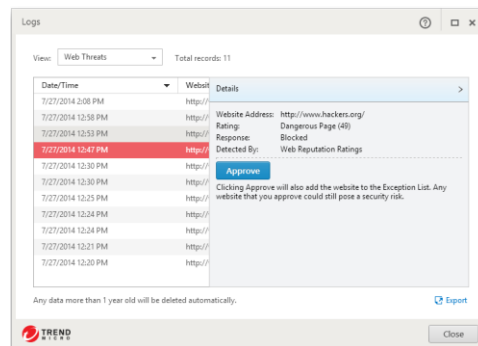 Logs
View: Web Threats Total records: 11
Date/Time Websit
7/27/2014 2:08 PM http://
7/27/2014 12:58 PM http://
7/27/2014 12:53 PM http://
7/27/2014 12:47 PM http://
7/27/2014 12:30 PM http://
7/27/2014 12:30 PM http://
7/27/2014 12:25 PM http://
7/27/2014 12:24 PM http://
7/27/2014 12:24 PM http://
7/27/2014 12:21 PM http://
7/27/2014 12:20 PM http://
Details
Website Address: http://www.hackers.org/
Rating: Dangerous Page (49)
Response: Blocked
Detected By: Web Reputation Ratings
Approve
Clicking Approve will also add the website to the Exception List. Any
website that you approve could still pose a security risk.
Any data more than 1 year old will be deleted automatically. Export
TREND
MICRO
Close